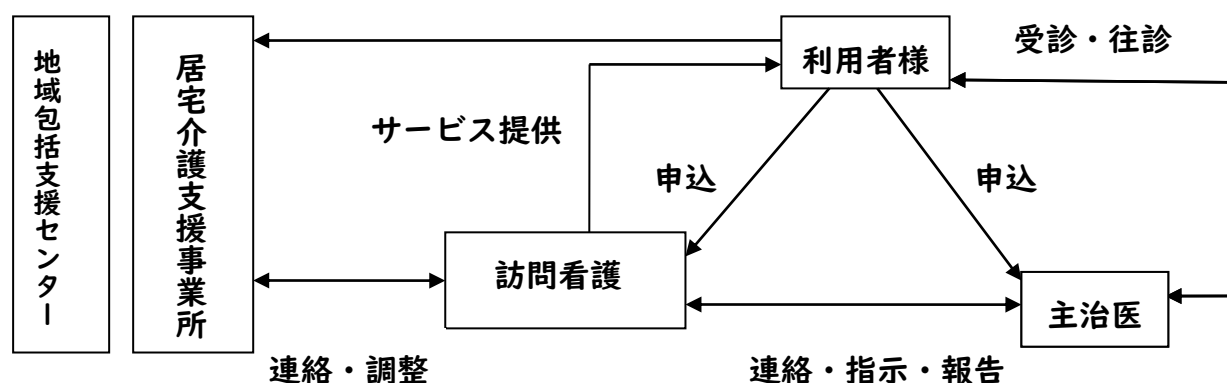 地域包括支援センター
居宅介護支援事業所
利用者様
受診・往診
サービス提供
申込
申込
訪問看護
主治医
連絡・調整
連絡・指示・報告